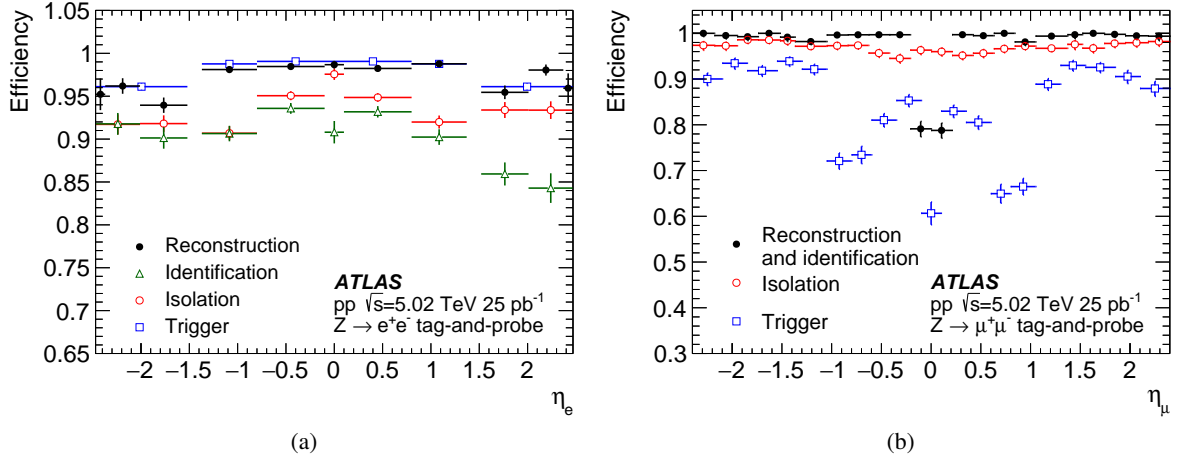 Efficiency
1.05
1
0.95
0.9
0.85
0.8
0.75
0.7
0.65
Reconstruction
Identification
Isolation
Trigger
ATLAS
pp √s=5.02 TeV 25 pb⁻¹
Z → e⁺e⁻ tag-and-probe
−2 −1.5 −1 −0.5 0 0.5 1 1.5 2
η_e
(a)
Efficiency
1
0.9
0.8
0.7
0.6
0.5
0.4
0.3
Reconstruction
and identification
Isolation
Trigger
ATLAS
pp √s=5.02 TeV 25 pb⁻¹
Z → μ⁺μ⁻ tag-and-probe
−2 −1.5 −1 −0.5 0 0.5 1 1.5 2
η_μ
(b)